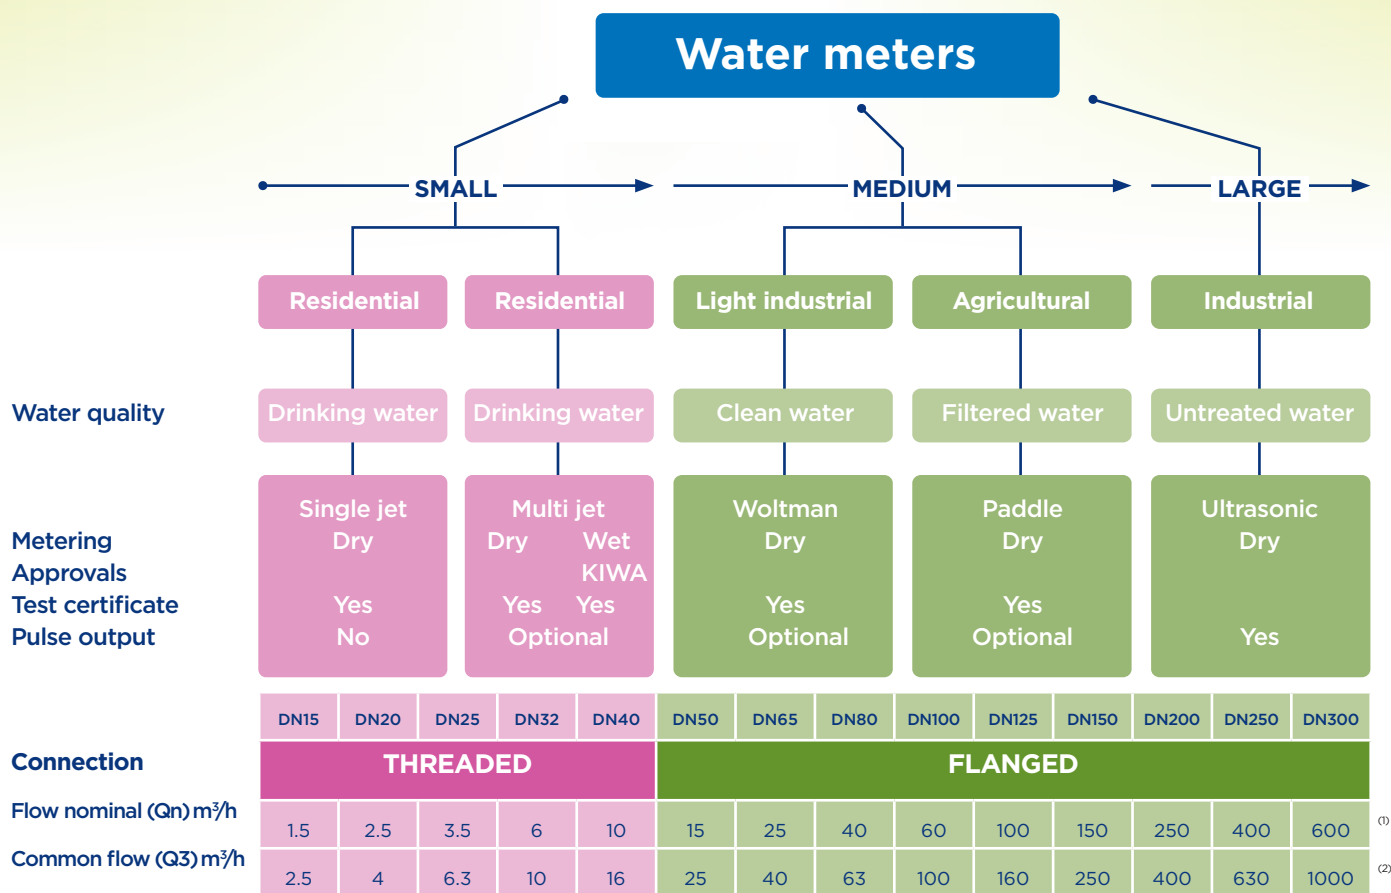 Water meters
SMALL MEDIUM LARGE
Residential Residential Light industrial Agricultural Industrial
Water quality Drinking water Drinking water Clean water Filtered water Untreated water
Single jet Multi jet Woltman Paddle Ultrasonic
Metering Dry Dry Wet Dry Dry Dry
Approvals KIWA
Test certificate Yes Yes Yes Yes Yes
Pulse output No Optional Optional Optional Yes
DN15 DN20 DN25 DN32 DN40 DN50 DN65 DN80 DN100 DN125 DN150 DN200 DN250 DN300
Connection THREADED FLANGED
Flow nominal (Qn) m³/h 1.5 2.5 3.5 6 10 15 25 40 60 100 150 250 400 600 (1)
Common flow (Q3) m³/h 2.5 4 6.3 10 16 25 40 63 100 160 250 400 630 1000 (2)